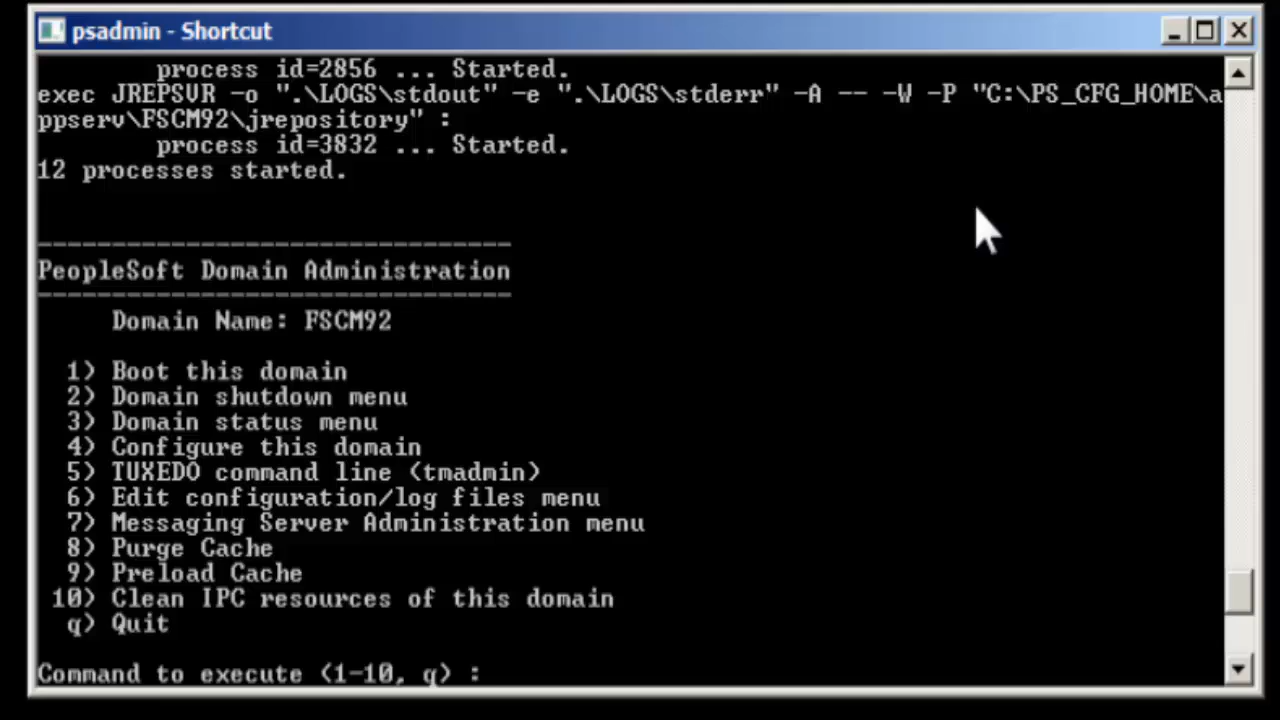 psadmin - Shortcut
process id=2856 ... Started.
exec JREPSVR -o ".\LOGS\stdout" -e ".\LOGS\stderr" -A -- -W -P "C:\PS_CFG_HOME\a
ppserv\FSCM92\jrepository" :
process id=3832 ... Started.
12 processes started.
--------------------------------
PeopleSoft Domain Administration
--------------------------------
Domain Name: FSCM92
1) Boot this domain
2) Domain shutdown menu
3) Domain status menu
4) Configure this domain
5) TUXEDO command line (tmadmin)
6) Edit configuration/log files menu
7) Messaging Server Administration menu
8) Purge Cache
9) Preload Cache
10) Clean IPC resources of this domain
q) Quit
Command to execute (1-10, q) :